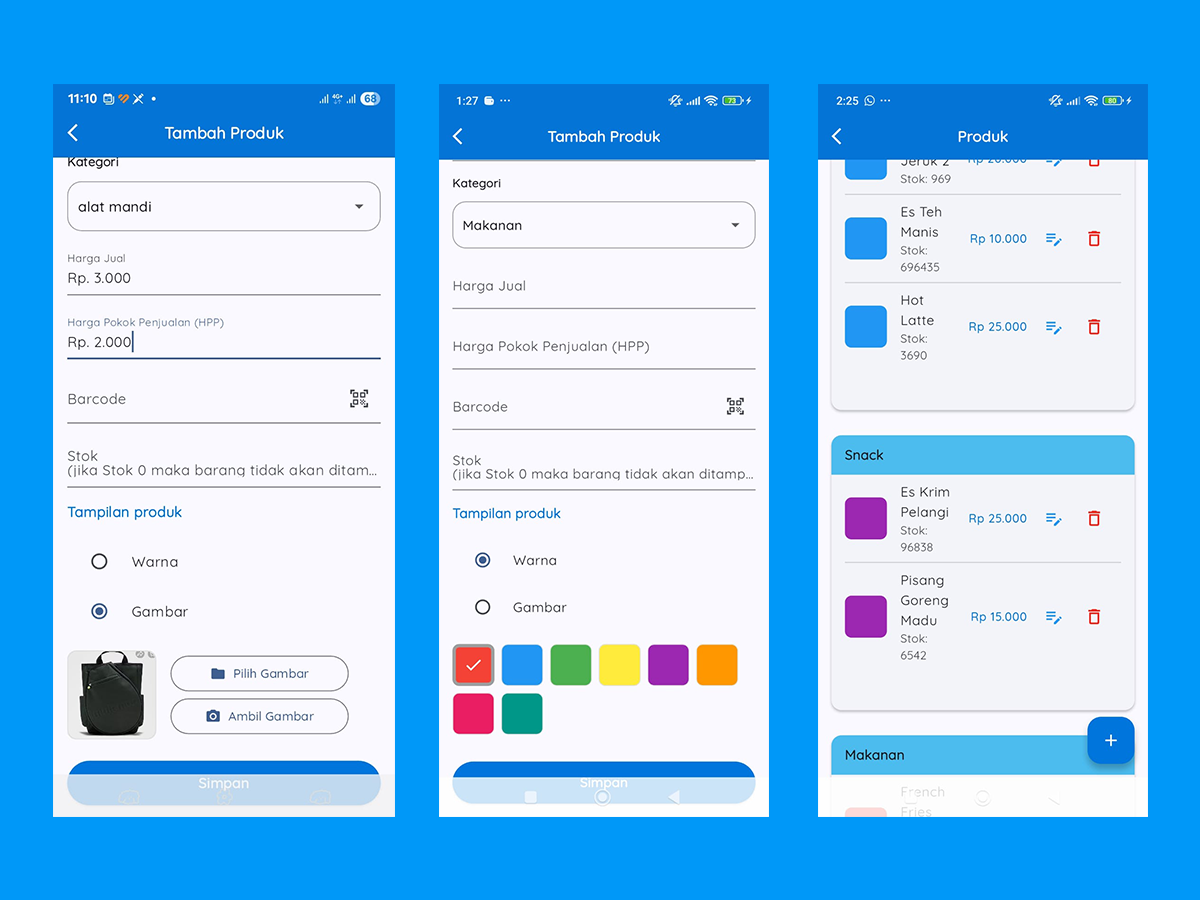 11:10
4G+
68
Tambah Produk
Kategori
alat mandi
Harga Jual
Rp. 3.000
Harga Pokok Penjualan (HPP)
Rp. 2.000
Barcode
Stok
(jika Stok 0 maka barang tidak akan ditam...
Tampilan produk
Warna
Gambar
Pilih Gambar
Ambil Gambar
Simpan
1:27
73
Tambah Produk
Kategori
Makanan
Harga Jual
Harga Pokok Penjualan (HPP)
Barcode
Stok
(jika Stok 0 maka barang tidak akan ditamp...
Tampilan produk
Warna
Gambar
Simpan
2:25
80
Produk
Jeruk 2 Rp 20.000
Stok: 969
Es Teh
Manis
Rp 10.000
Stok:
696435
Hot
Latte
Rp 25.000
Stok:
3690
Snack
Es Krim
Pelangi
Rp 25.000
Stok:
96838
Pisang
Goreng
Madu
Rp 15.000
Stok:
6542
+
Makanan
French
Fries